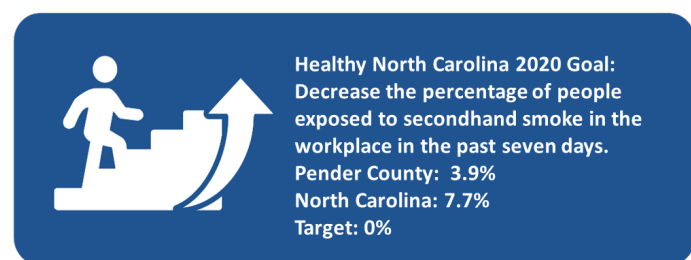 Healthy North Carolina 2020 Goal:
Decrease the percentage of people
exposed to secondhand smoke in the
workplace in the past seven days.
Pender County:  3.9%
North Carolina: 7.7%
Target: 0%